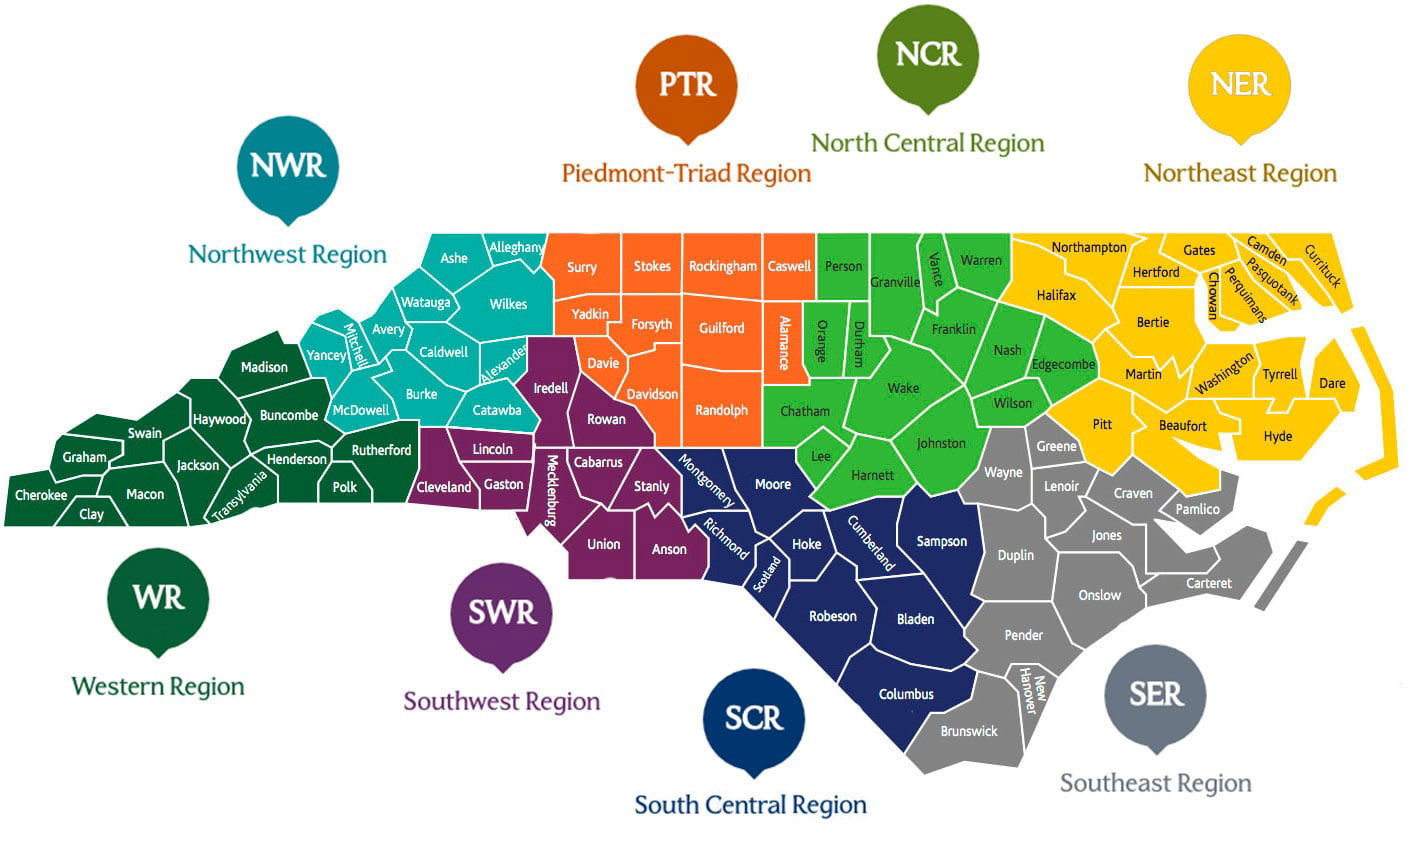 NCR
North Central Region
PTR
Piedmont-Triad Region
NER
Northeast Region
NWR
Northwest Region
Ashe
Alleghany
Watauga
Wilkes
Mitchell
Avery
Yancey
Caldwell
Alexander
McDowell
Burke
Catawba
Surry
Stokes
Rockingham
Caswell
Yadkin
Forsyth
Guilford
Alamance
Davie
Davidson
Randolph
Person
Granville
Vance
Warren
Orange
Durham
Franklin
Nash
Edgecombe
Chatham
Wake
Wilson
Lee
Harnett
Johnston
Northampton
Gates
Camden
Currituck
Hertford
Pasquotank
Perquimans
Chowan
Halifax
Bertie
Martin
Washington
Tyrrell
Dare
Pitt
Beaufort
Hyde
Madison
Haywood
Buncombe
Swain
Graham
Jackson
Henderson
Rutherford
Cherokee
Macon
Transylvania
Polk
Clay
Iredell
Rowan
Lincoln
Cleveland
Gaston
Mecklenburg
Cabarrus
Stanly
Union
Anson
Montgomery
Moore
Richmond
Scotland
Hoke
Cumberland
Sampson
Robeson
Bladen
Columbus
Wayne
Greene
Lenoir
Craven
Pamlico
Jones
Duplin
Onslow
Carteret
Pender
New
Hanover
Brunswick
WR
Western Region
SWR
Southwest Region
SCR
South Central Region
SER
Southeast Region